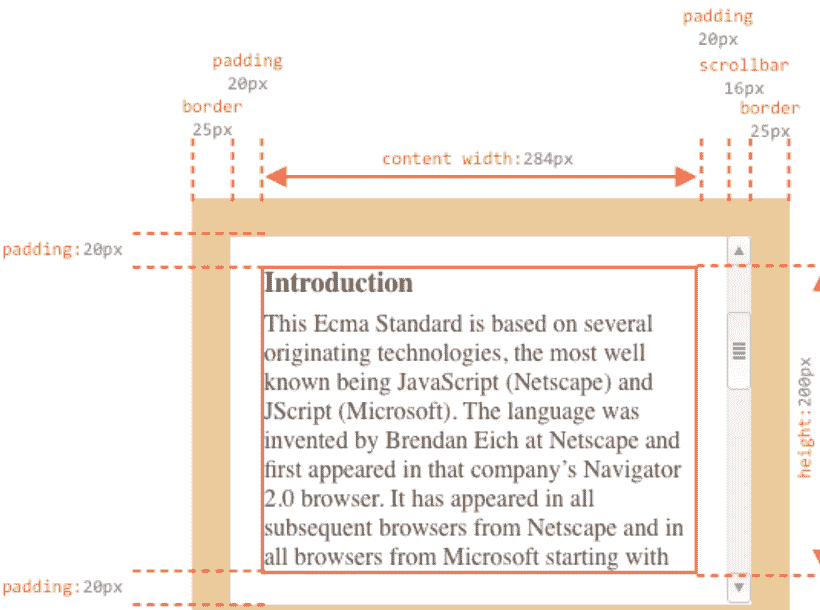 padding
20px
padding
scrollbar
20px
16px
border
border
25px
25px
content width:284px
padding:20px
Introduction
This Ecma Standard is based on several
originating technologies, the most well
known being JavaScript (Netscape) and
JScript (Microsoft). The language was
invented by Brendan Eich at Netscape and
first appeared in that company's Navigator
2.0 browser. It has appeared in all
subsequent browsers from Netscape and in
all browsers from Microsoft starting with
height:200px
padding:20px